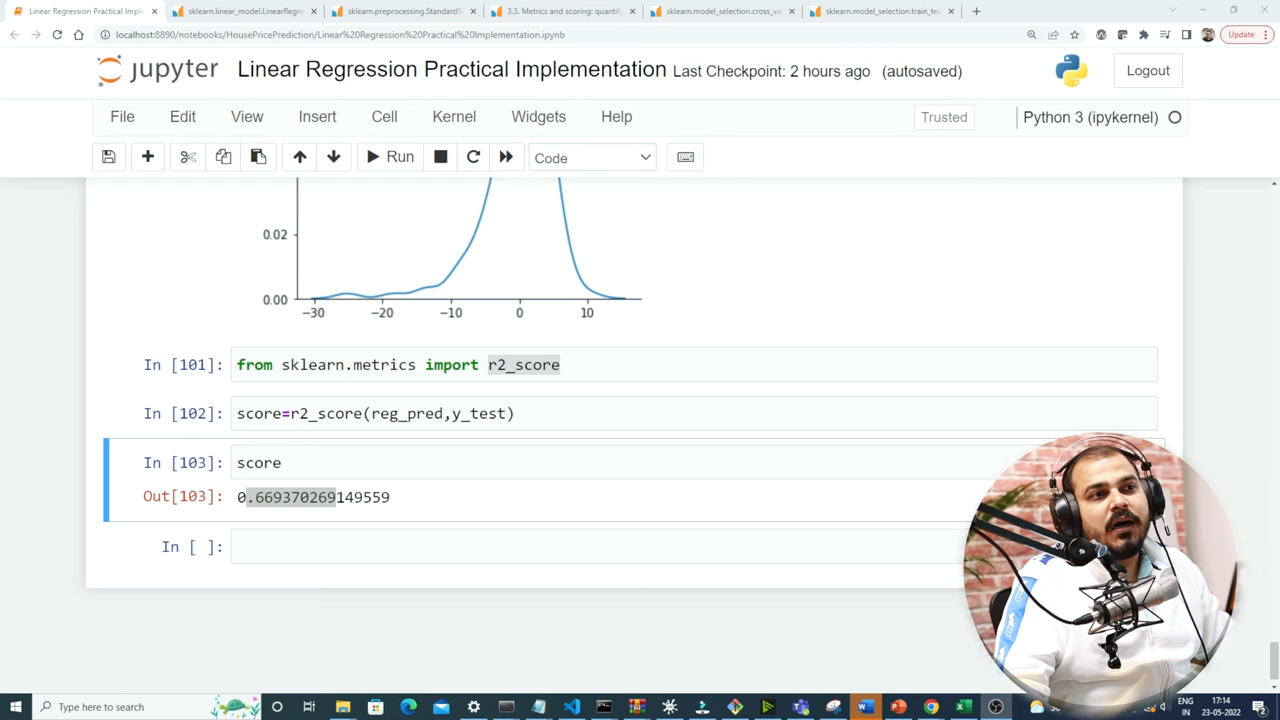 Linear Regression Practical Imple
sklearn.linear_model.LinearRegre
sklearn.preprocessing.StandardS
3.3. Metrics and scoring: quantify
sklearn.model_selection.cross_va
sklearn.model_selection.train_te
localhost:8890/notebooks/HousePricePrediction/Linear%20Regression%20Practical%20Implementation.ipynb
Update
jupyter Linear Regression Practical Implementation Last Checkpoint: 2 hours ago (autosaved)
Logout
File Edit View Insert Cell Kernel Widgets Help
Trusted
Python 3 (ipykernel)
Run
Code
0.02
0.00
−30 −20 −10 0 10
In [101]: from sklearn.metrics import r2_score
In [102]: score=r2_score(reg_pred,y_test)
In [103]: score
Out[103]: 0.669370269149559
In [ ]:
Type here to search
ENG
IN
17:14
23-05-2022
2